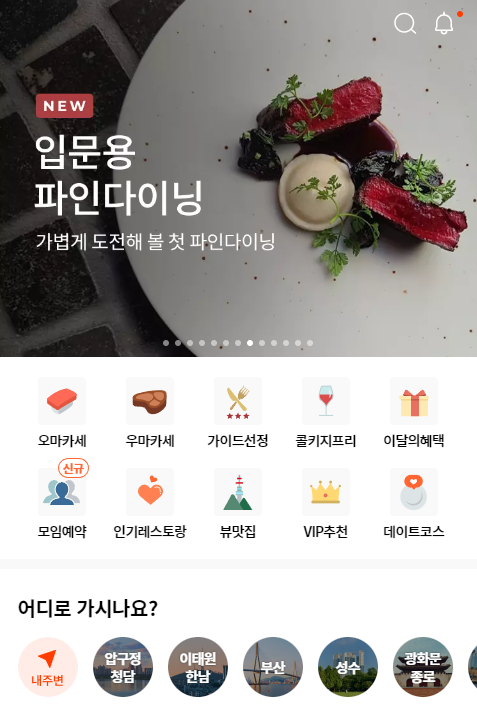 NEW
입문용
파인다이닝
가볍게 도전해 볼 첫 파인다이닝
오마카세
우마카세
가이드선정
콜키지프리
이달의혜택
신규
모임예약
인기레스토랑
뷰맛집
VIP추천
데이트코스
어디로 가시나요?
내주변
압구정
청담
이태원
한남
부산
성수
광화문
종로